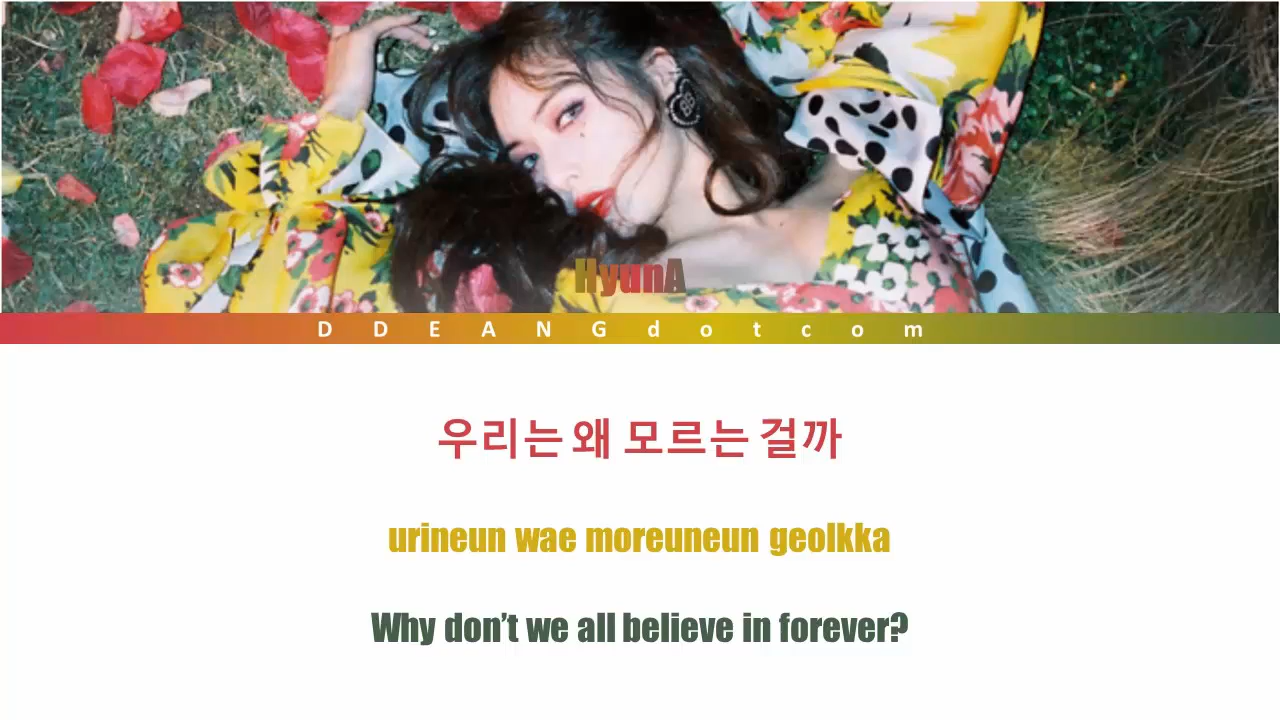 HyunA
DDEANGdotcom
우리는 왜 모르는 걸까
urineun wae moreuneun geolkka
Why don’t we all believe in forever?